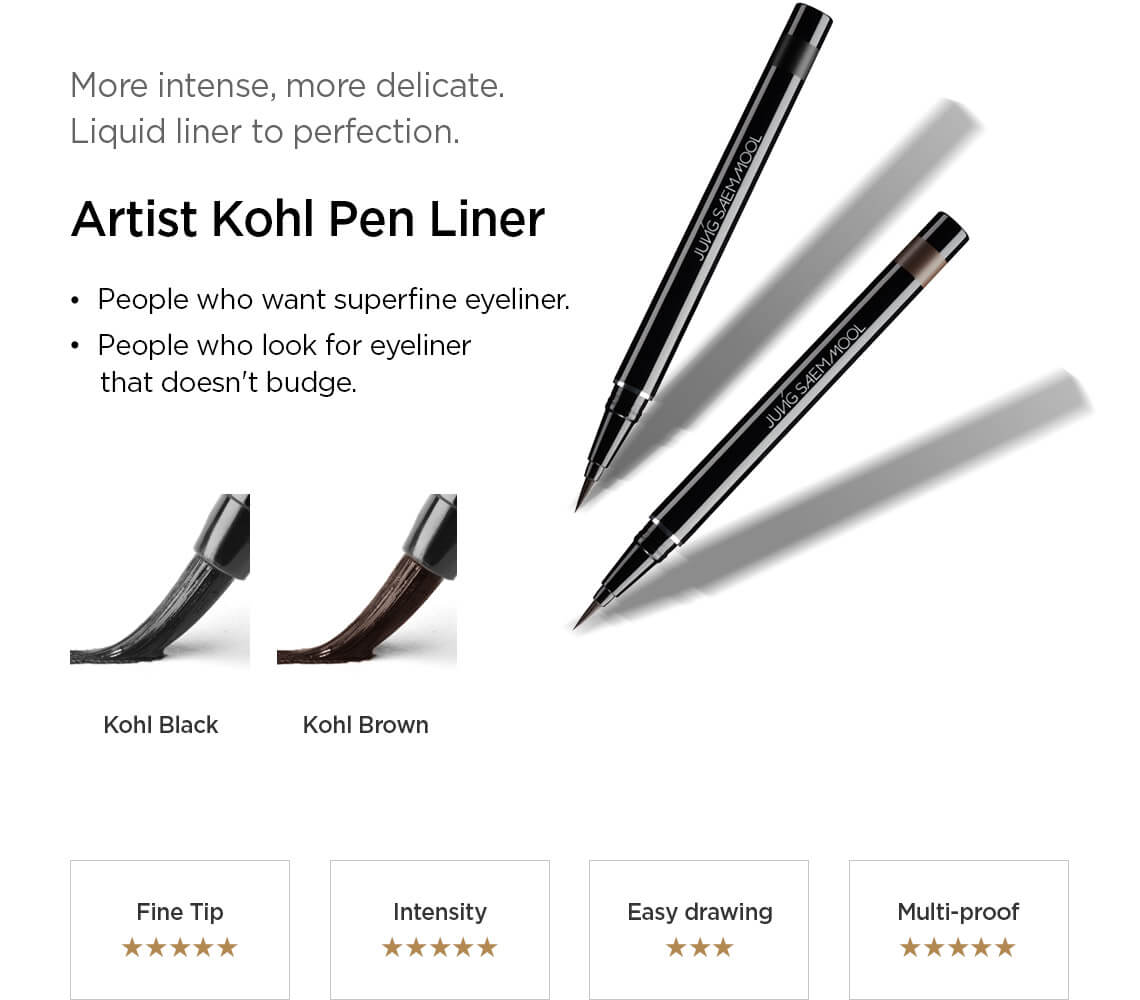 More intense, more delicate.
Liquid liner to perfection.
Artist Kohl Pen Liner
• People who want superfine eyeliner.
• People who look for eyeliner
that doesn't budge.
JUNG SAEM MOOL
JUNG SAEM MOOL
Kohl Black
Kohl Brown
Fine Tip
★★★★★
Intensity
★★★★★
Easy drawing
★★★
Multi-proof
★★★★★